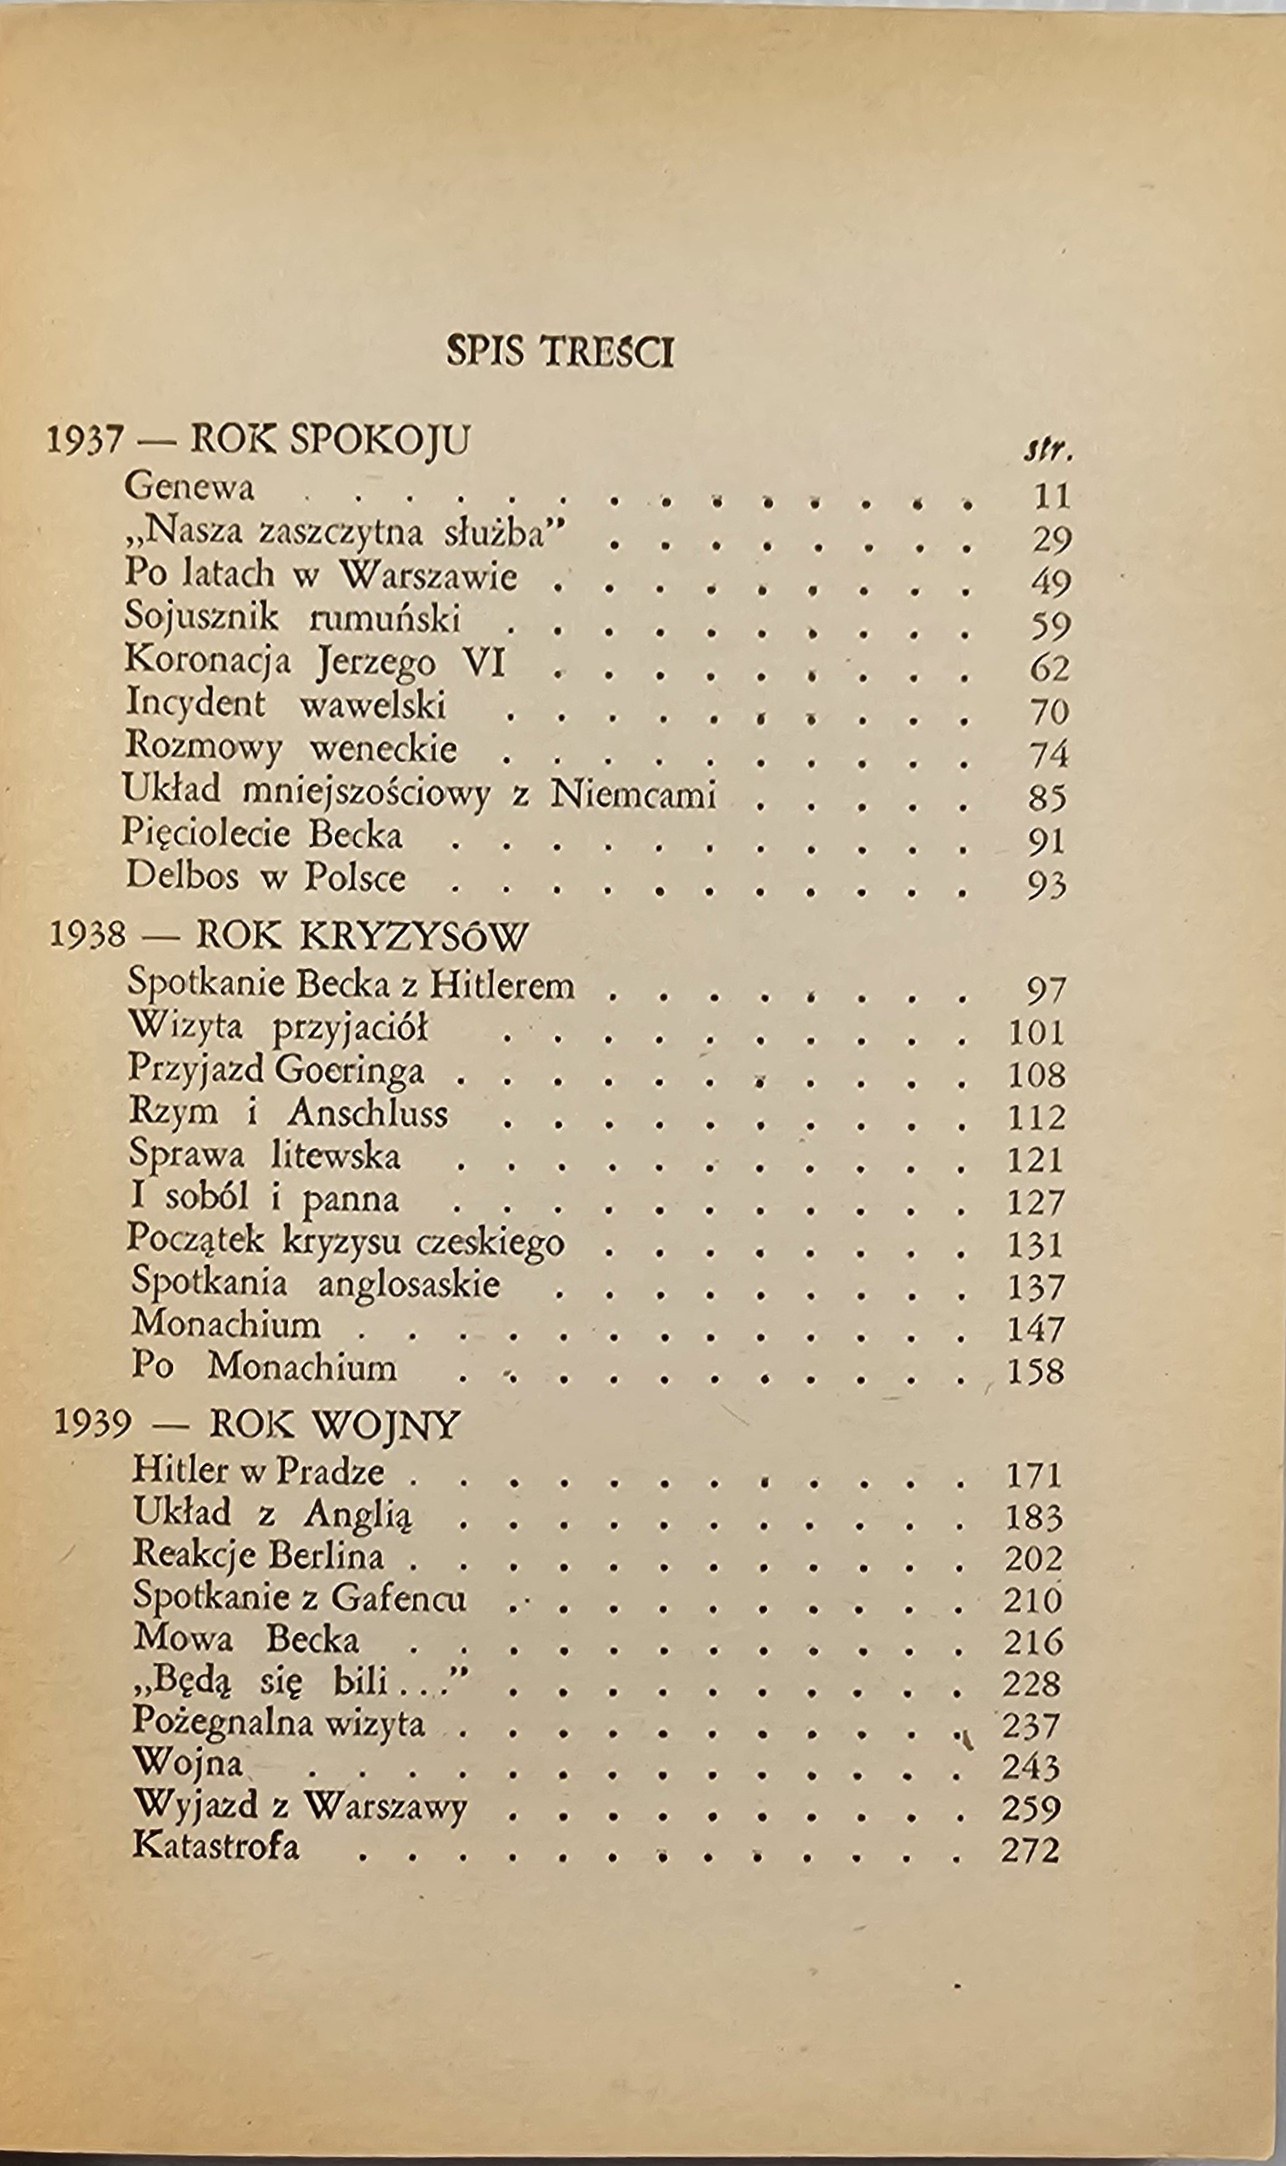 SPIS TREŚCI
1937 — ROK SPOKOJU str.
Genewa . . . . . . . . . . . . . . 11
„Nasza zaszczytna służba” . . . . . . . . 29
Po latach w Warszawie . . . . . . . . . 49
Sojusznik rumuński . . . . . . . . . . 59
Koronacja Jerzego VI . . . . . . . . . 62
Incydent wawelski . . . . . . . . . . 70
Rozmowy weneckie . . . . . . . . . . 74
Układ mniejszościowy z Niemcami . . . . . 85
Pięciolecie Becka . . . . . . . . . . . 91
Delbos w Polsce . . . . . . . . . . . 93
1938 — ROK KRYZYSÓW
Spotkanie Becka z Hitlerem . . . . . . . . 97
Wizyta przyjaciół . . . . . . . . . . 101
Przyjazd Goeringa . . . . . . . . . . . 108
Rzym i Anschluss . . . . . . . . . . 112
Sprawa litewska . . . . . . . . . . . 121
I soból i panna . . . . . . . . . . . 127
Początek kryzysu czeskiego . . . . . . . . 131
Spotkania anglosaskie . . . . . . . . . 137
Monachium . . . . . . . . . . . . . 147
Po Monachium . . . . . . . . . . . 158
1939 — ROK WOJNY
Hitler w Pradze . . . . . . . . . . . . 171
Układ z Anglią . . . . . . . . . . . 183
Reakcje Berlina . . . . . . . . . . . . 202
Spotkanie z Gafencu . . . . . . . . . . 210
Mowa Becka . . . . . . . . . . . . 216
„Będą się bili...” . . . . . . . . . . 228
Pożegnalna wizyta . . . . . . . . . . . 237
Wojna . . . . . . . . . . . . . . 243
Wyjazd z Warszawy . . . . . . . . . . 259
Katastrofa . . . . . . . . . . . . . 272